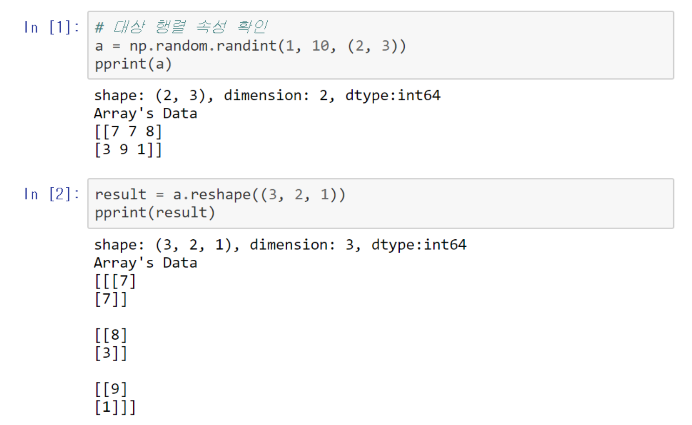 In [1]:
# 대상 행렬 속성 확인
a = np.random.randint(1, 10, (2, 3))
pprint(a)
shape: (2, 3), dimension: 2, dtype:int64
Array's Data
[[7 7 8]
[3 9 1]]
In [2]:
result = a.reshape((3, 2, 1))
pprint(result)
shape: (3, 2, 1), dimension: 3, dtype:int64
Array's Data
[[[7]
[7]]
[[8]
[3]]
[[9]
[1]]]